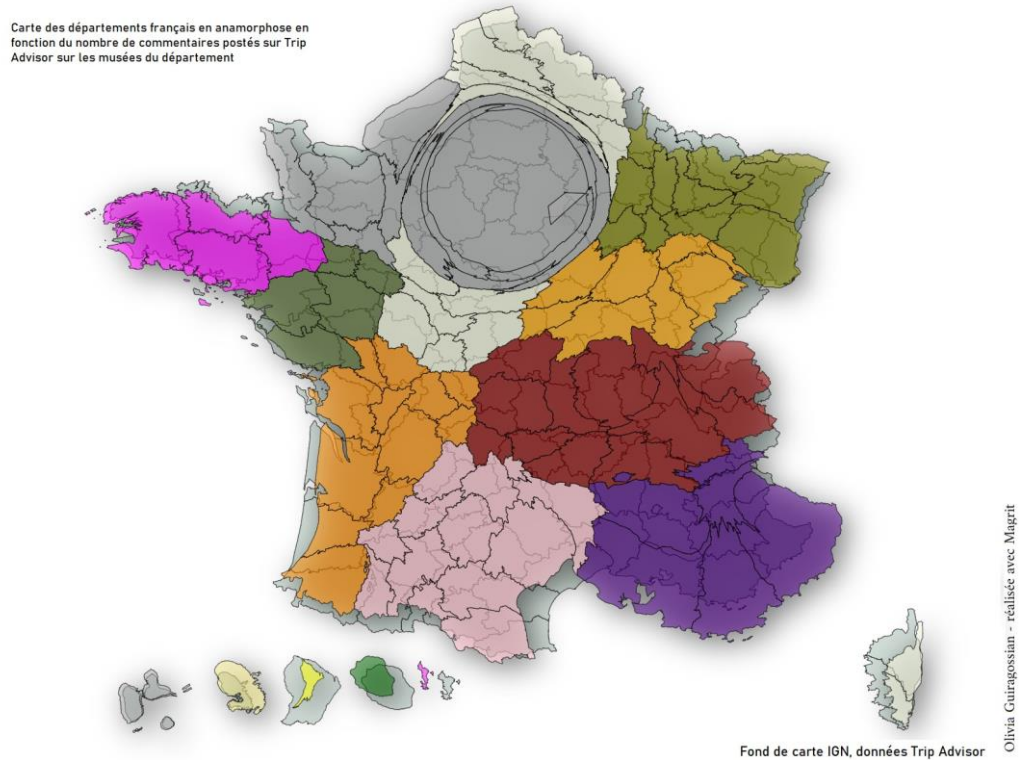 Carte des départements français en anamorphose en
fonction du nombre de commentaires postés sur Trip
Advisor sur les musées du département
Olivia Guiragossian - réalisée avec Magrit
Fond de carte IGN, données Trip Advisor